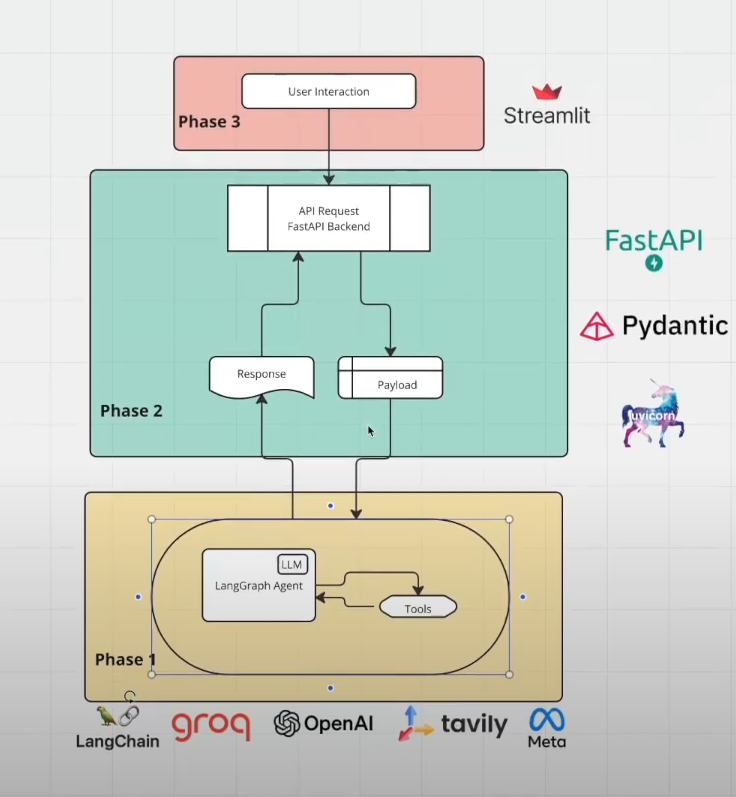 User Interaction
Phase 3
Streamlit
API Request
FastAPI Backend
FastAPI
Pydantic
Response
Payload
Phase 2
uvicorn
LLM
LangGraph Agent
Tools
Phase 1
LangChain
groq
OpenAI
tavily
Meta